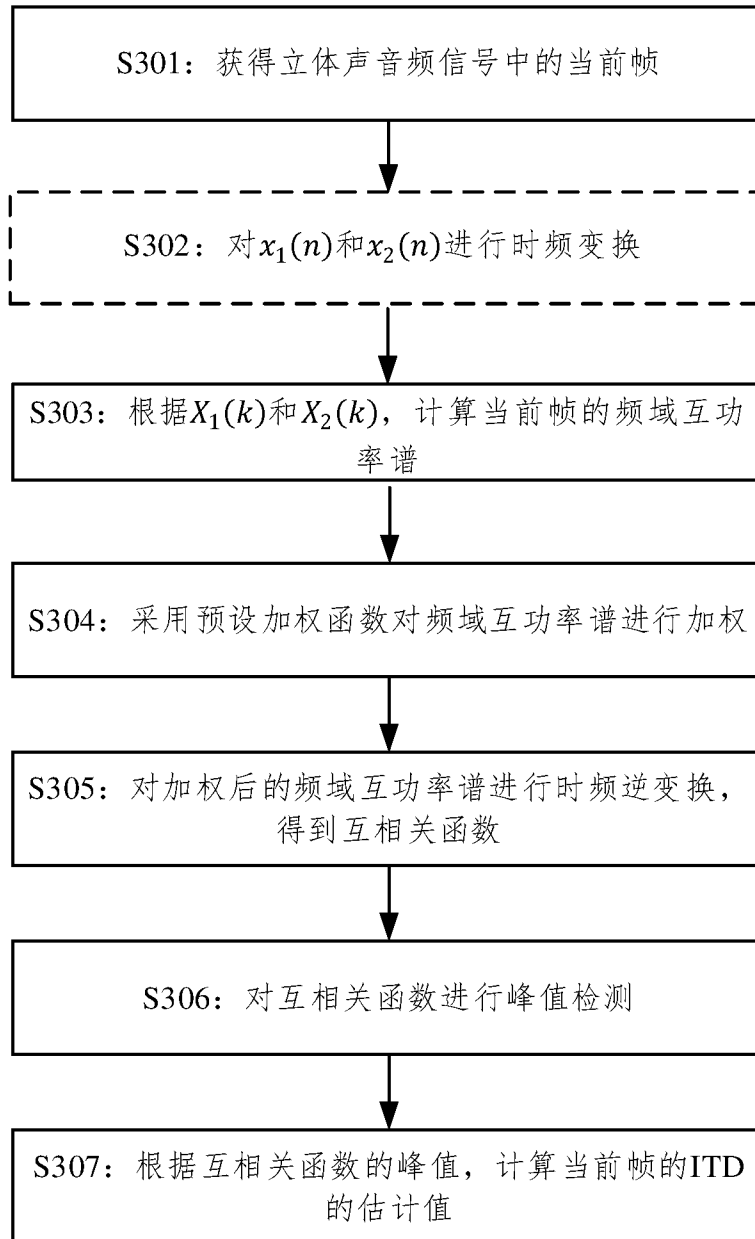 S301：获得立体声音频信号中的当前帧
S302：对x₁(n)和x₂(n)进行时频变换
S303：根据X₁(k)和X₂(k)，计算当前帧的频域互功
率谱
S304：采用预设加权函数对频域互功率谱进行加权
S305：对加权后的频域互功率谱进行时频逆变换，
得到互相关函数
S306：对互相关函数进行峰值检测
S307：根据互相关函数的峰值，计算当前帧的ITD
的估计值